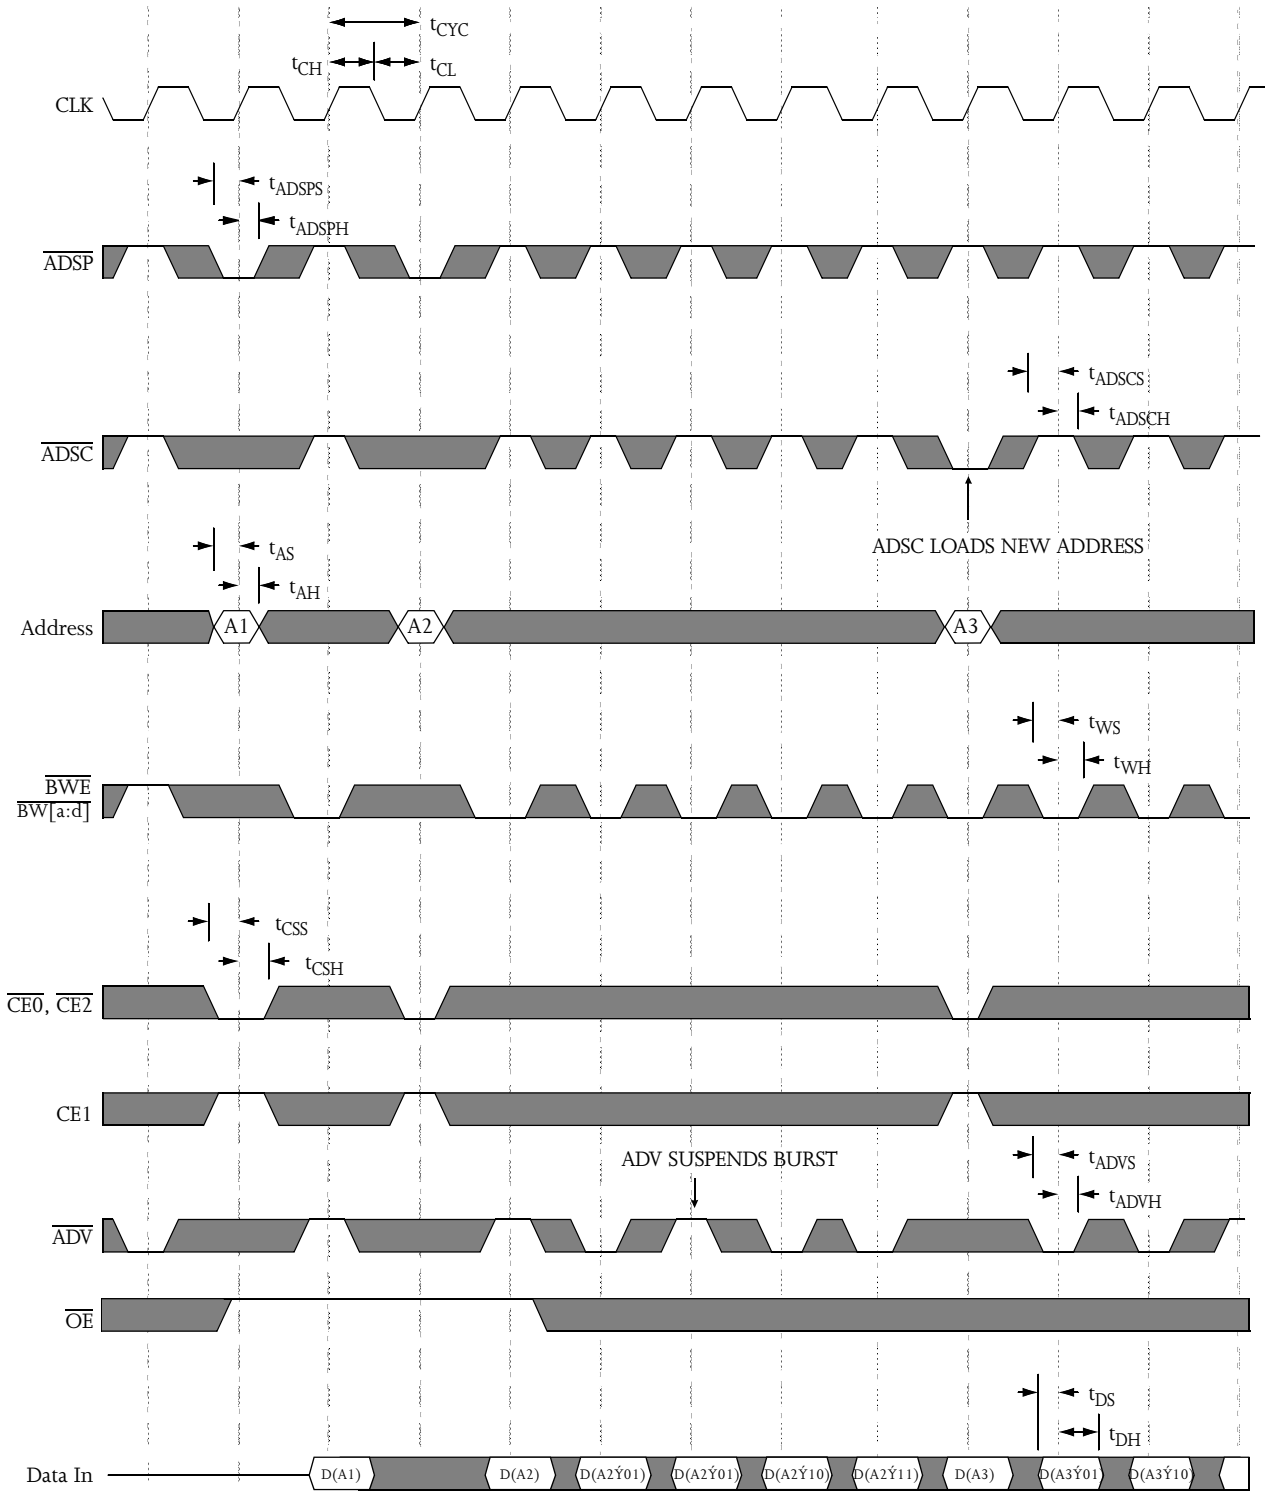 tCYC
tCH
tCL
CLK
tADSPS
tADSPH
ADSP
tADSCS
tADSCH
ADSC
ADSC LOADS NEW ADDRESS
tAS
tAH
Address
A1
A2
A3
tWS
tWH
BWE
BW[a:d]
tCSS
tCSH
CE0, CE2
CE1
ADV SUSPENDS BURST
tADVS
tADVH
ADV
OE
tDS
tDH
Data In
D(A1)
D(A2)
D(A2Ý01)
D(A2Ý01)
D(A2Ý10)
D(A2Ý11)
D(A3)
D(A3Ý01)
D(A3Ý10)